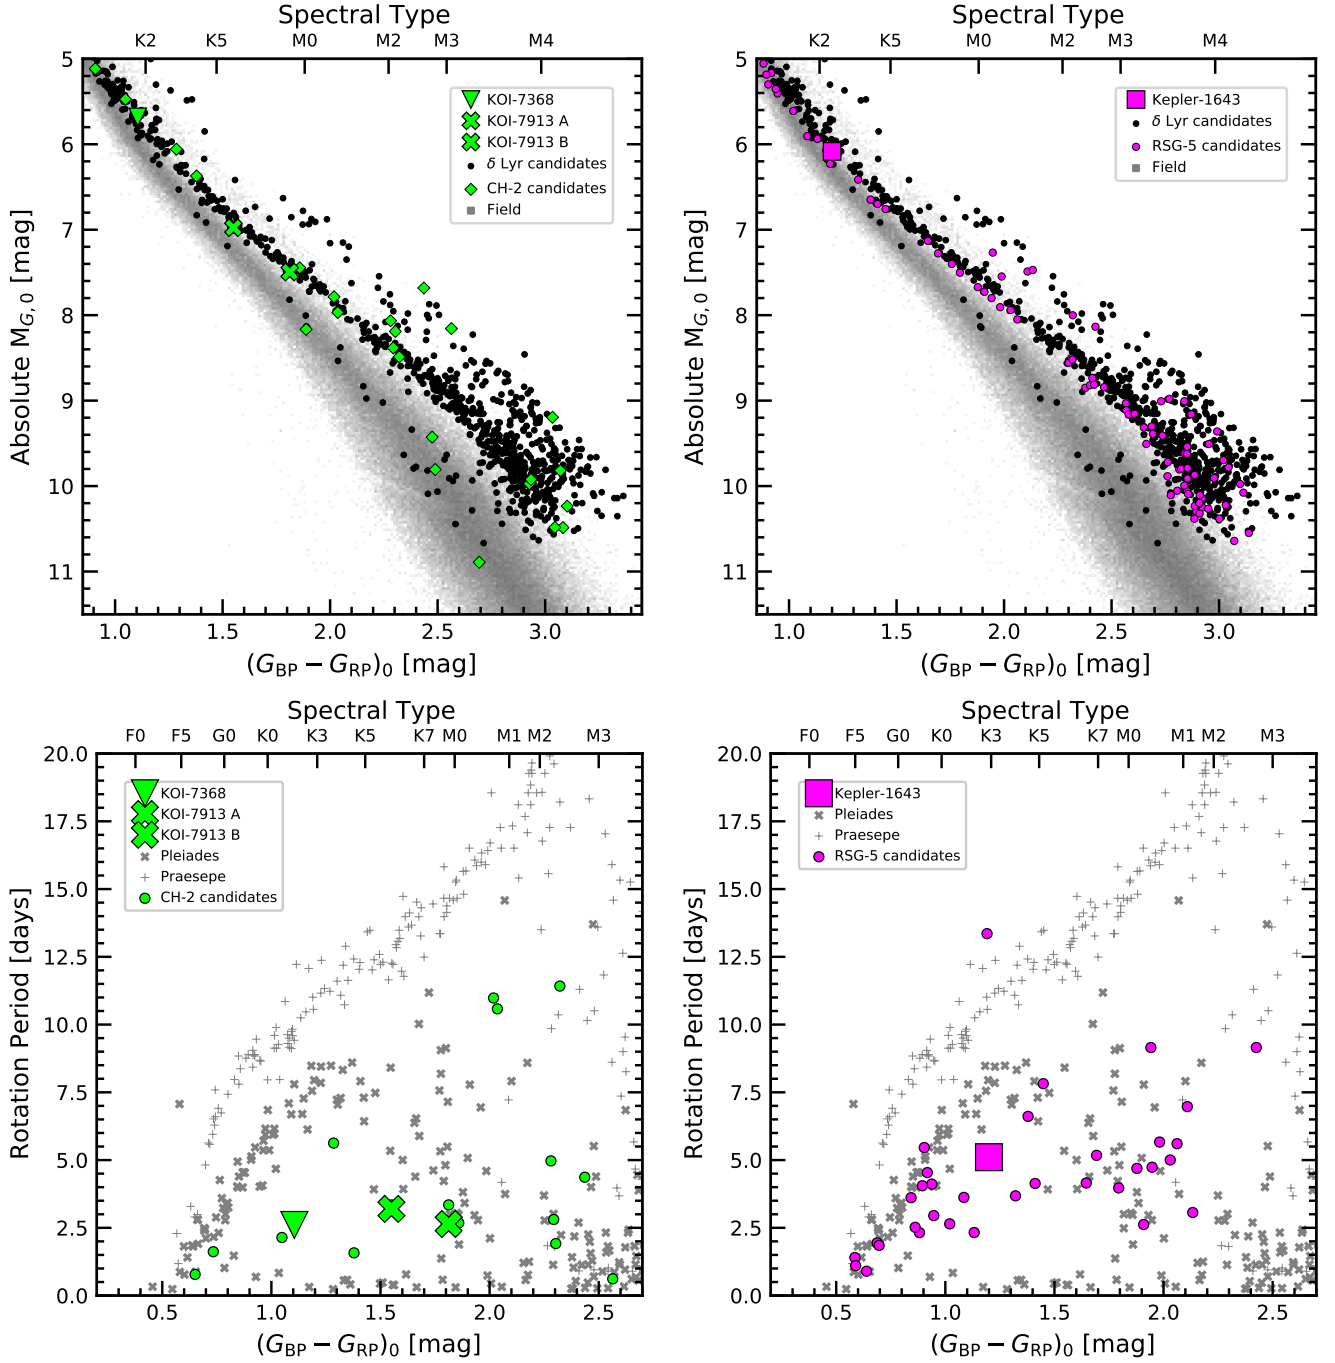 Spectral Type
K2 K5 M0 M2 M3 M4
5
6
7
8
9
10
11
Absolute M_G,0 [mag]
KOI-7368
KOI-7913 A
KOI-7913 B
δ Lyr candidates
CH-2 candidates
Field
1.0 1.5 2.0 2.5 3.0
(G_BP − G_RP)_0 [mag]
Spectral Type
K2 K5 M0 M2 M3 M4
5
6
7
8
9
10
11
Absolute M_G,0 [mag]
Kepler-1643
δ Lyr candidates
RSG-5 candidates
Field
1.0 1.5 2.0 2.5 3.0
(G_BP − G_RP)_0 [mag]
Spectral Type
F0 F5 G0 K0 K3 K5 K7 M0 M1 M2 M3
20.0
17.5
15.0
12.5
10.0
7.5
5.0
2.5
0.0
Rotation Period [days]
KOI-7368
KOI-7913 A
KOI-7913 B
Pleiades
Praesepe
CH-2 candidates
0.5 1.0 1.5 2.0 2.5
(G_BP − G_RP)_0 [mag]
Spectral Type
F0 F5 G0 K0 K3 K5 K7 M0 M1 M2 M3
20.0
17.5
15.0
12.5
10.0
7.5
5.0
2.5
0.0
Rotation Period [days]
Kepler-1643
Pleiades
Praesepe
RSG-5 candidates
0.5 1.0 1.5 2.0 2.5
(G_BP − G_RP)_0 [mag]